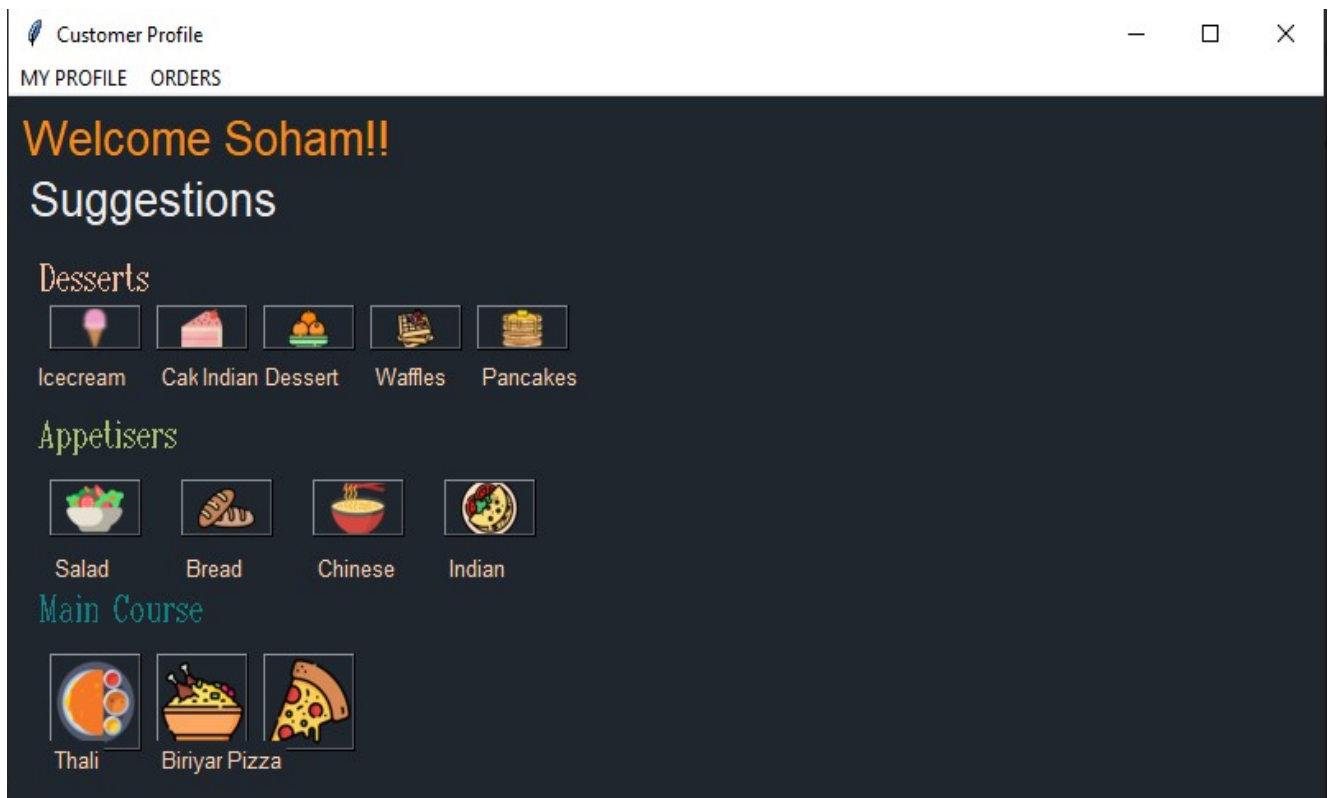 Customer Profile
MY PROFILE ORDERS
Welcome Soham!!
Suggestions
Desserts
Icecream Cak Indian Dessert Waffles Pancakes
Appetisers
Salad Bread Chinese Indian
Main Course
Thali Biriyar Pizza